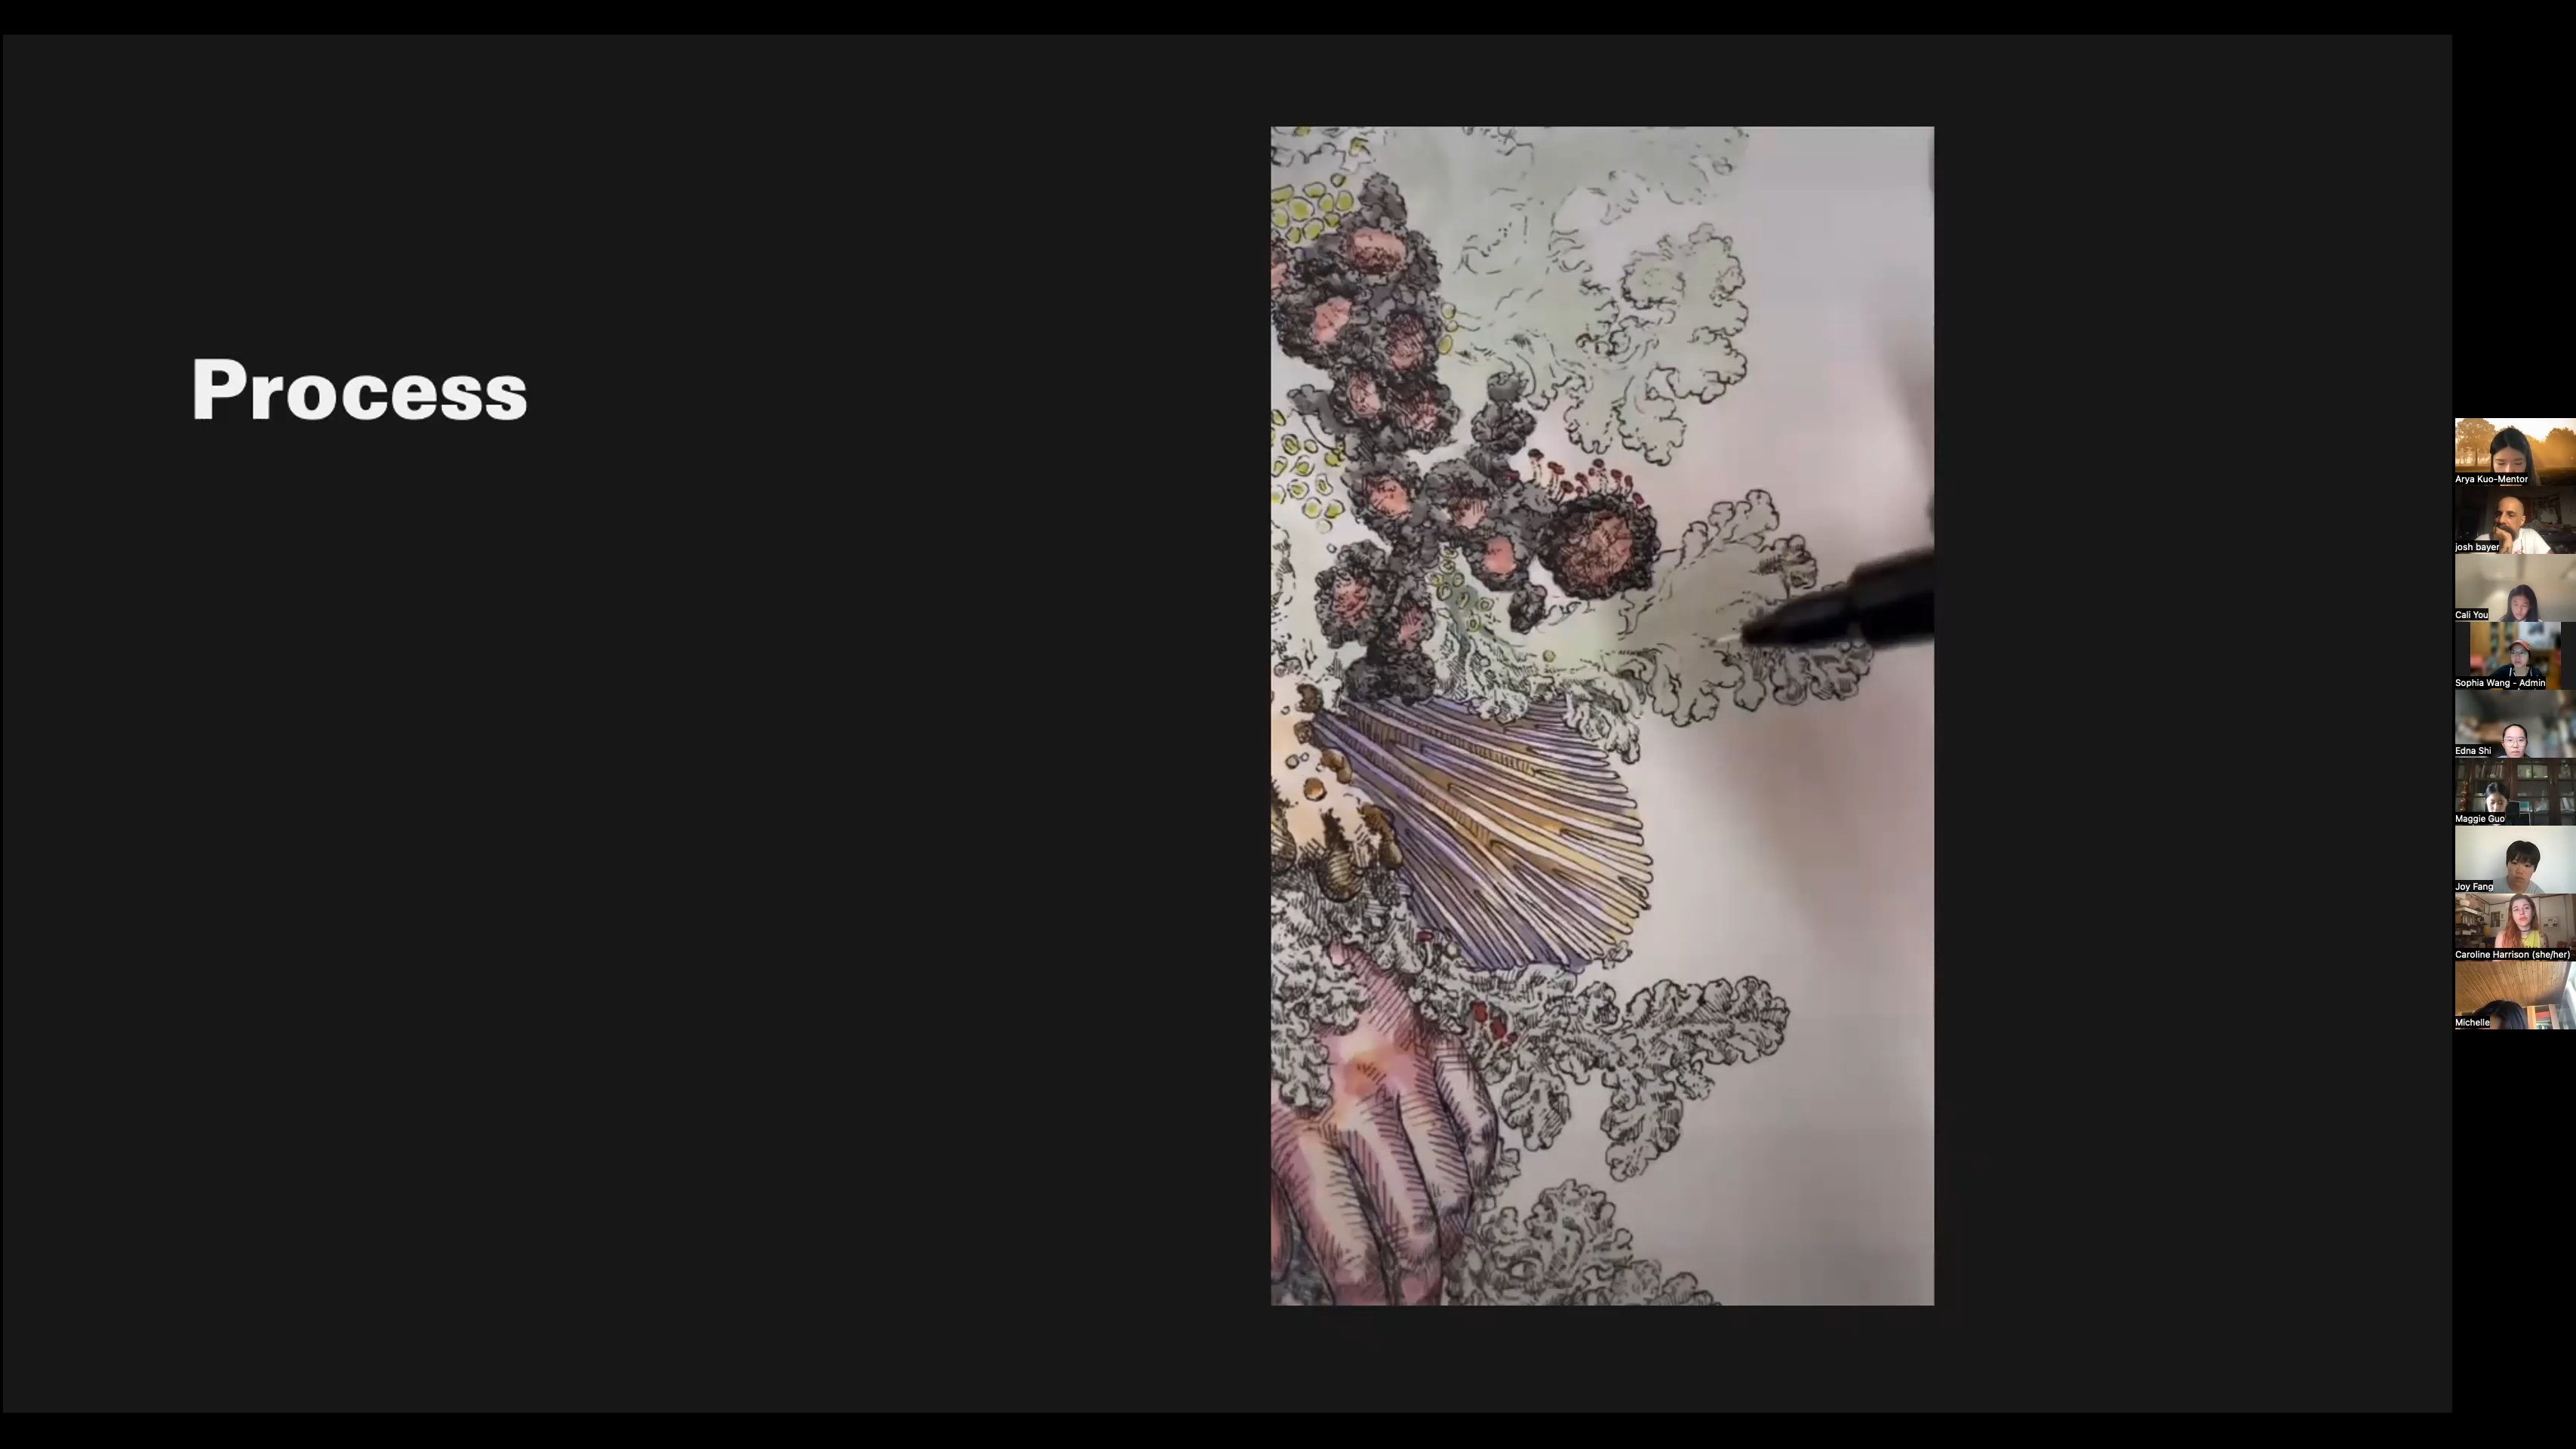 Process
Arya Kuo-Mentor
josh bayer
Cali You
Sophia Wang - Admin
Edna Shi
Maggie Guo
Joy Fang
Caroline Harrison (she/her)
Michelle